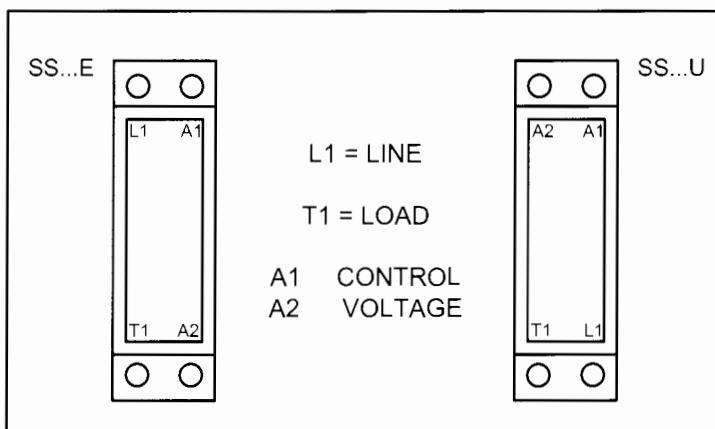 SS...E
SS...U
L1 A1
A2 A1
L1 = LINE
T1 = LOAD
A1 CONTROL
A2 VOLTAGE
T1 A2
T1 L1